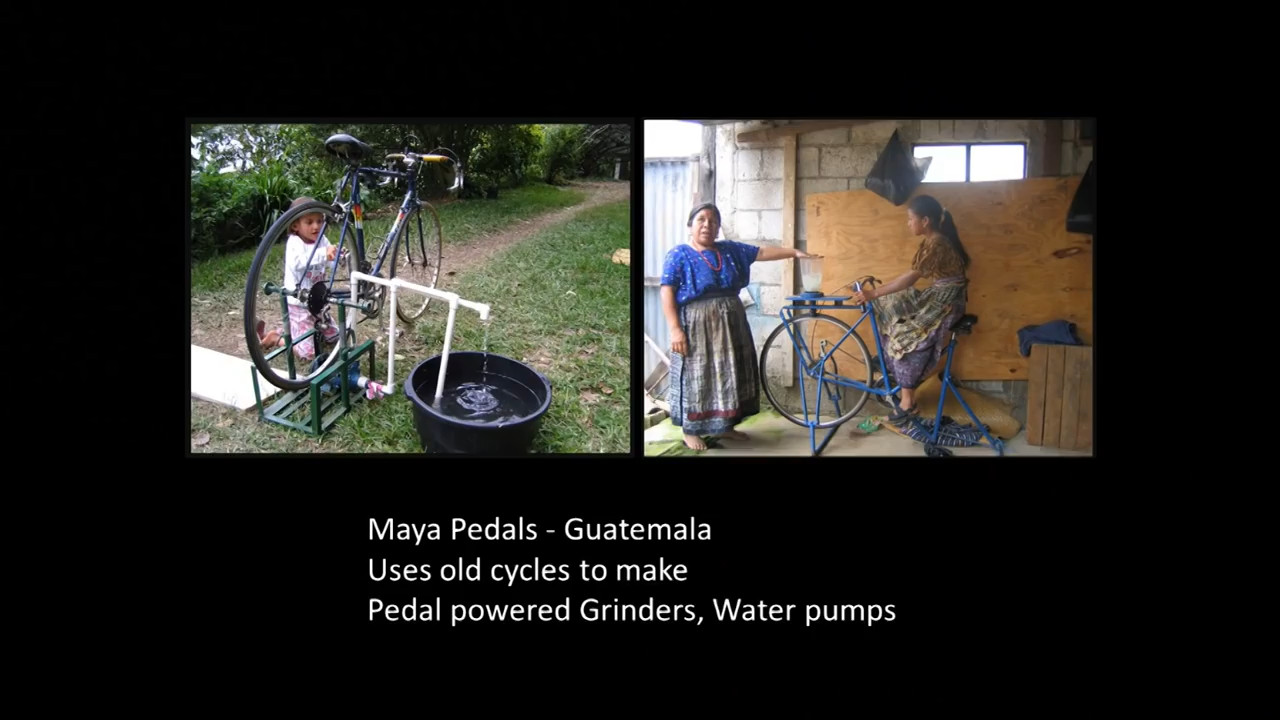 Maya Pedals - Guatemala
Uses old cycles to make
Pedal powered Grinders, Water pumps